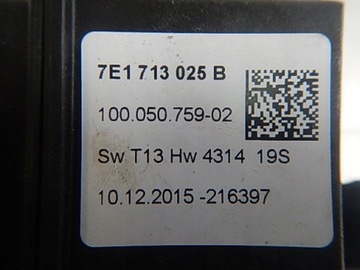 7E1 713 025 B
100.050.759-02
Sw T13 Hw 4314 19S
10.12.2015 -216397